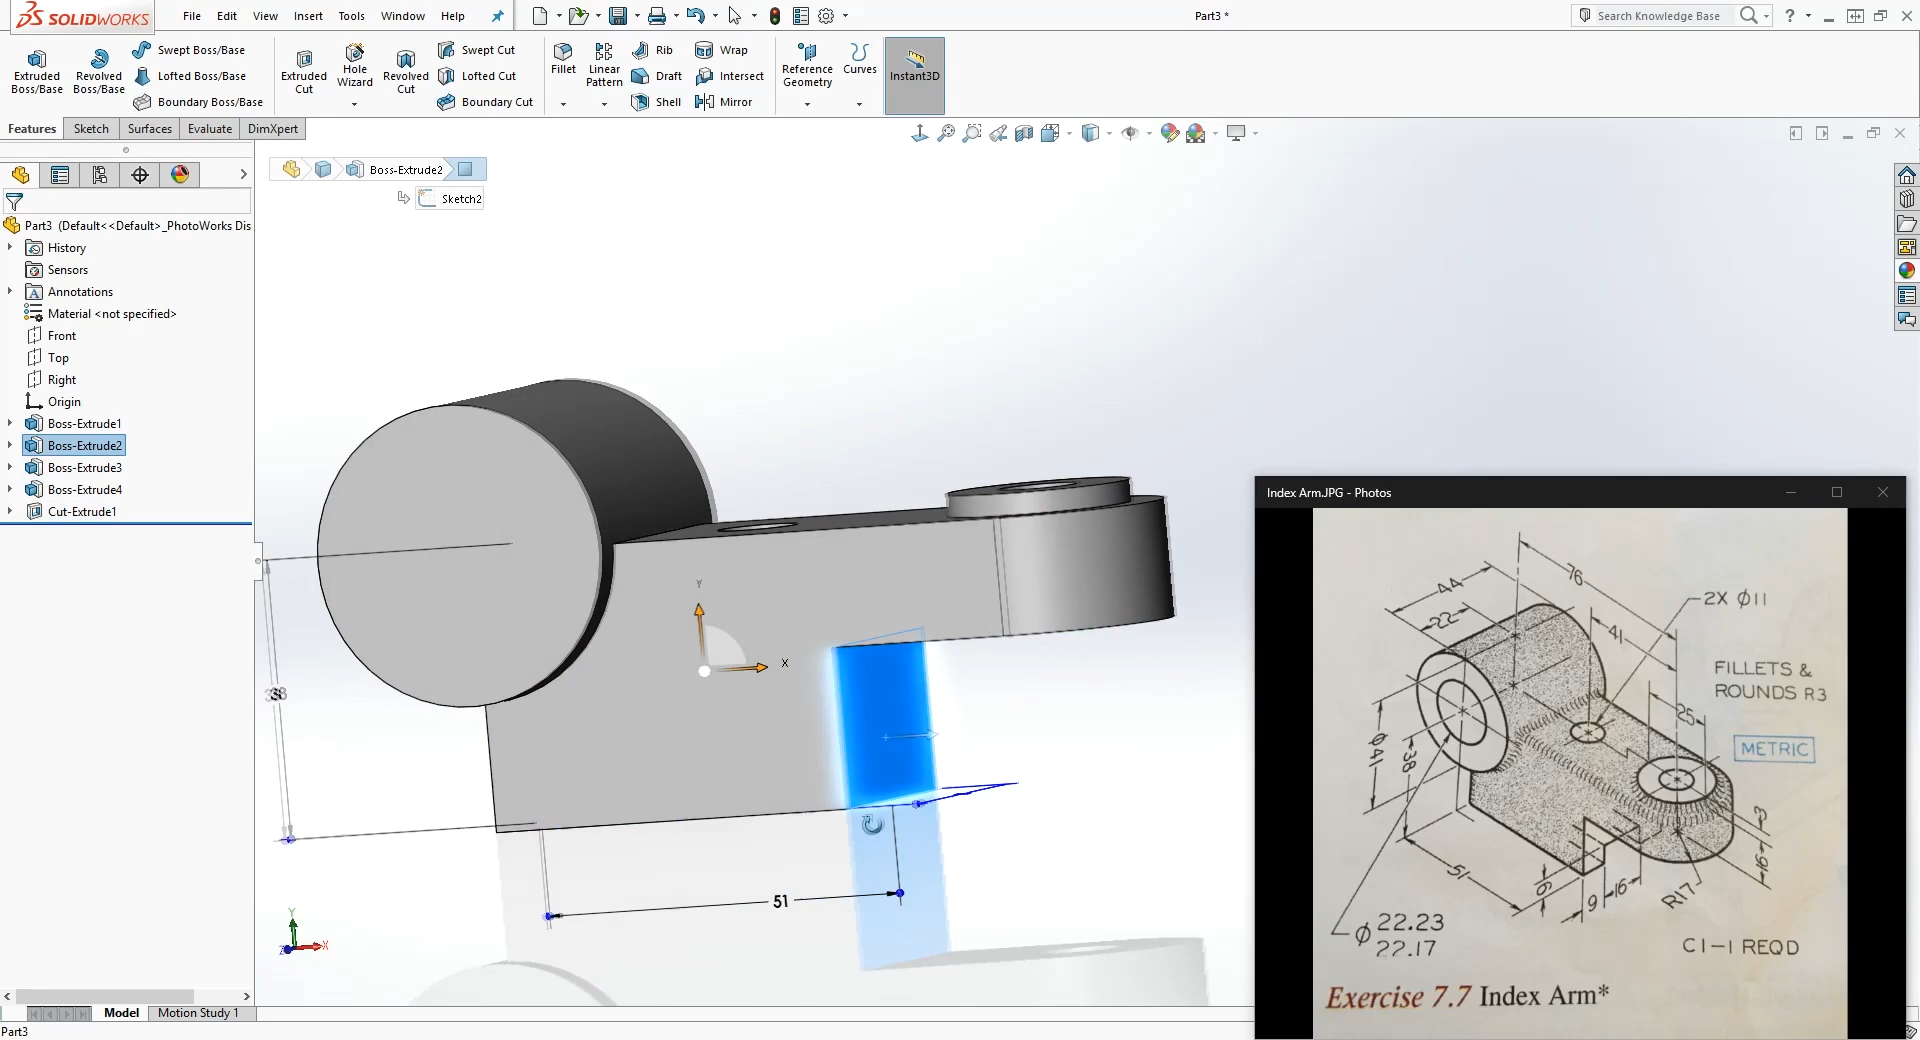 SOLIDWORKS
File Edit View Insert Tools Window Help
Part3 *
Search Knowledge Base
?
Extruded Boss/Base
Revolved Boss/Base
Swept Boss/Base
Lofted Boss/Base
Boundary Boss/Base
Extruded Cut
Hole Wizard
Revolved Cut
Swept Cut
Lofted Cut
Boundary Cut
Fillet
Linear Pattern
Rib
Draft
Shell
Wrap
Intersect
Mirror
Reference Geometry
Curves
Instant3D
Features Sketch Surfaces Evaluate DimXpert
Boss-Extrude2
Sketch2
Part3 (Default<<Default>_PhotoWorks Dis
History
Sensors
Annotations
Material <not specified>
Front
Top
Right
Origin
Boss-Extrude1
Boss-Extrude2
Boss-Extrude3
Boss-Extrude4
Cut-Extrude1
Y
X
51
Y
X
Z
Index Arm.JPG - Photos
76
44
2X Ø11
22
41
FILLETS &
ROUNDS R3
25
METRIC
Ø41
38
3
16
51
16
9
R17
Ø 22.23
22.17
C1-1 REQD
Exercise 7.7 Index Arm*
Model Motion Study 1
Part3